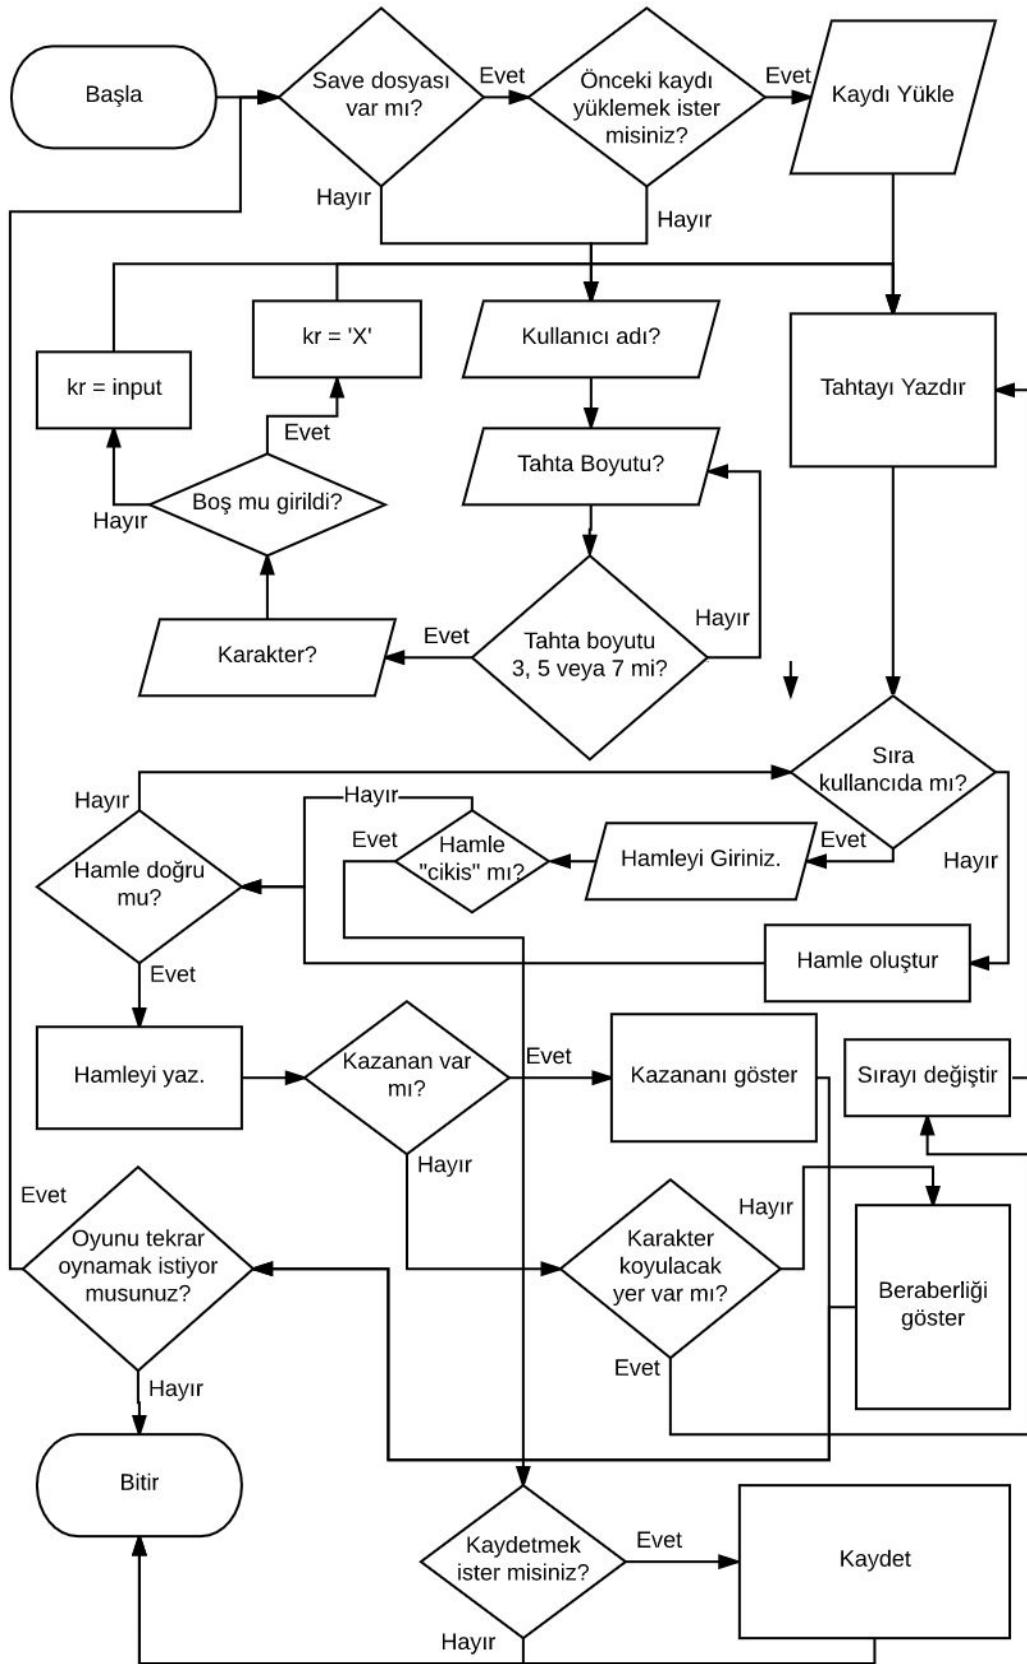 Başla
Save dosyası
var mı?
Evet
Önceki kaydı
yüklemek ister
misiniz?
Evet
Kaydı Yükle
Hayır
Hayır
kr = 'X'
Kullanıcı adı?
kr = input
Tahtayı Yazdır
Evet
Tahta Boyutu?
Boş mu girildi?
Hayır
Hayır
Evet
Karakter?
Tahta boyutu
3, 5 veya 7 mi?
Sıra
kullancıda mı?
Hayır
Hayır
Evet
Hamle
"cikis" mı?
Hamleyi Giriniz.
Evet
Hayır
Hamle doğru
mu?
Hamle oluştur
Evet
Hamleyi yaz.
Kazanan var
mı?
Evet
Kazananı göster
Sırayı değiştir
Hayır
Evet
Hayır
Oyunu tekrar
oynamak istiyor
musunuz?
Karakter
koyulacak
yer var mı?
Beraberliği
göster
Evet
Hayır
Bitir
Kaydetmek
ister misiniz?
Evet
Kaydet
Hayır